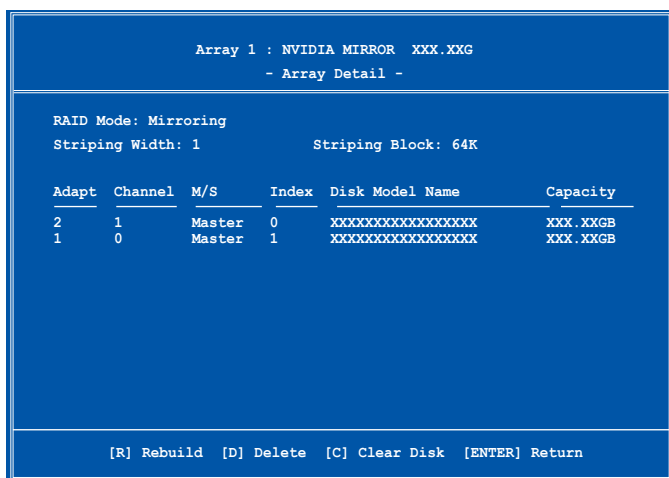 Array 1 : NVIDIA MIRROR XXX.XXG
- Array Detail -
RAID Mode: Mirroring
Striping Width: 1 Striping Block: 64K
Adapt Channel M/S Index Disk Model Name Capacity
2 1 Master 0 XXXXXXXXXXXXXXXXX XXX.XXGB
1 0 Master 1 XXXXXXXXXXXXXXXXX XXX.XXGB
[R] Rebuild [D] Delete [C] Clear Disk [ENTER] Return